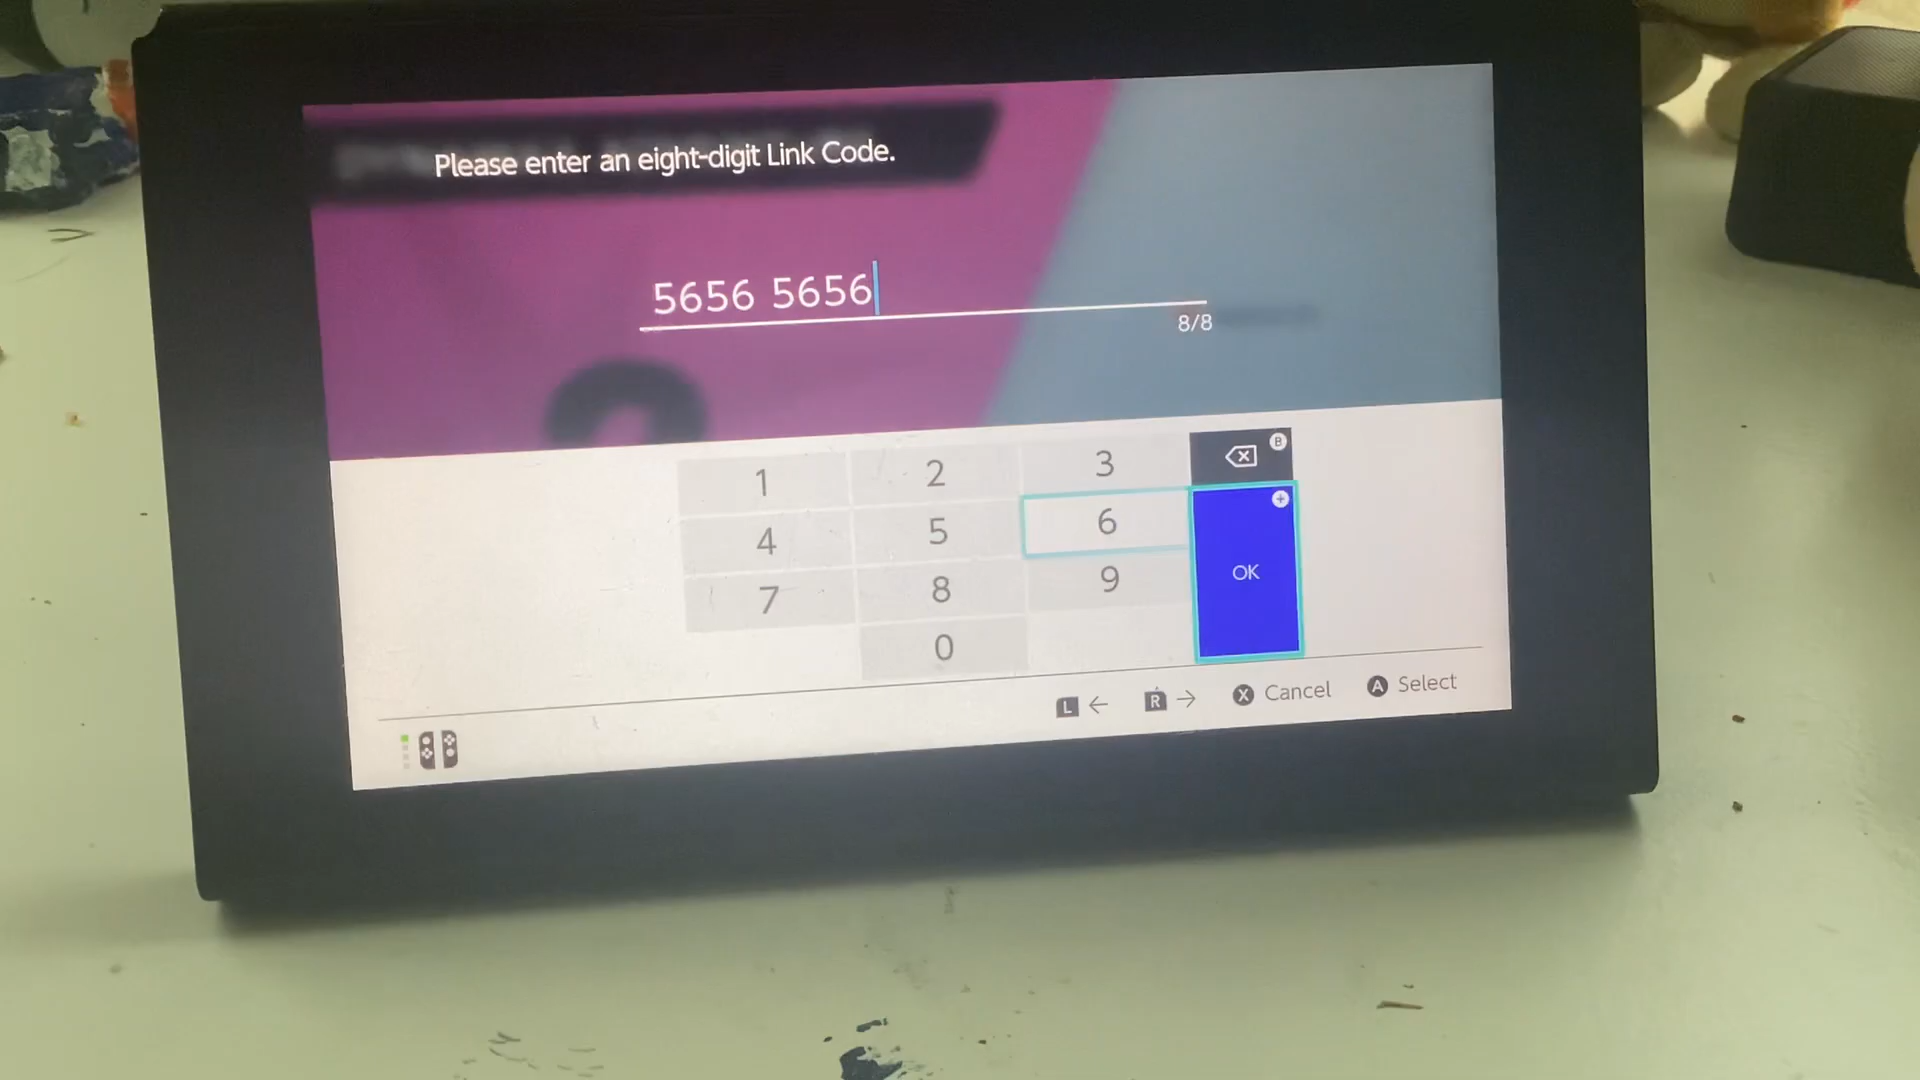 Please enter an eight-digit Link Code.
5656 5656
8/8
1 2 3 B
4 5 6 +
7 8 9 OK
0
L ← R → X Cancel A Select